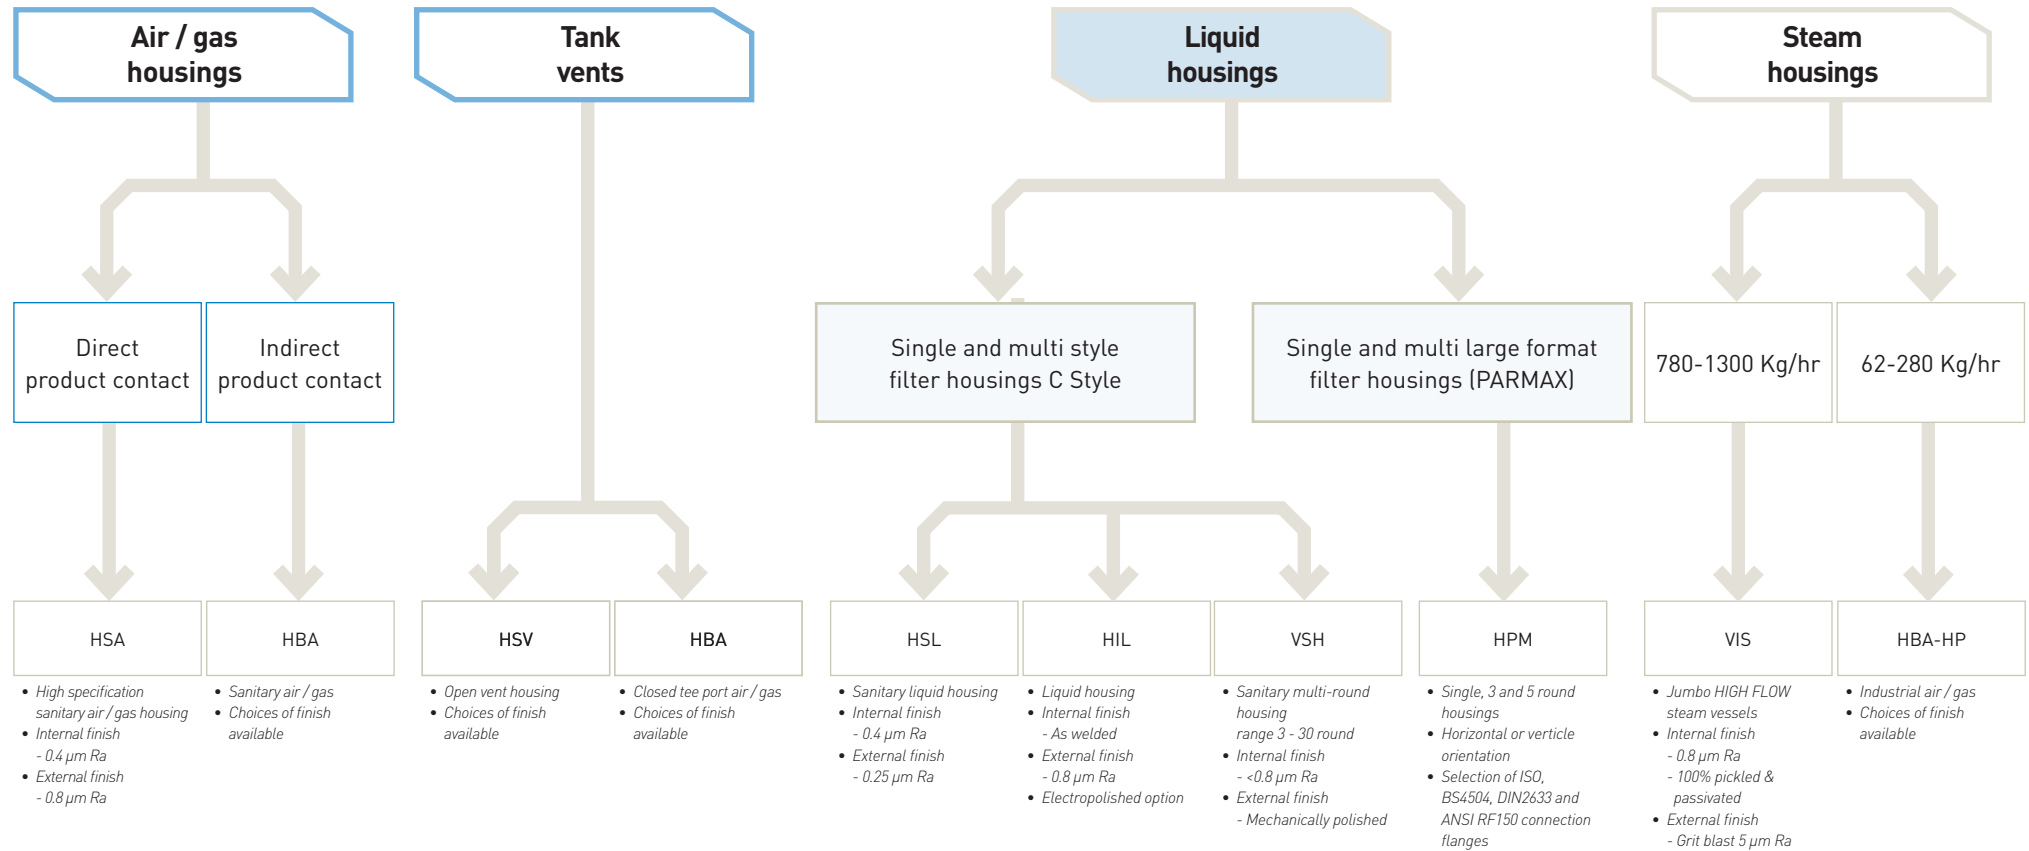 Air / gas
housings
Tank
vents
Liquid
housings
Steam
housings
Direct
product contact
Indirect
product contact
Single and multi style
filter housings C Style
Single and multi large format
filter housings (PARMAX)
780-1300 Kg/hr
62-280 Kg/hr
HSA
• High specification
sanitary air / gas housing
• Internal finish
- 0.4 µm Ra
• External finish
- 0.8 µm Ra
HBA
• Sanitary air / gas
• Choices of finish
available
HSV
• Open vent housing
• Choices of finish
available
HBA
• Closed tee port air / gas
• Choices of finish
available
HSL
• Sanitary liquid housing
• Internal finish
- 0.4 µm Ra
• External finish
- 0.25 µm Ra
HIL
• Liquid housing
• Internal finish
- As welded
• External finish
- 0.8 µm Ra
• Electropolished option
VSH
• Sanitary multi-round
housing
range 3 - 30 round
• Internal finish
- <0.8 µm Ra
• External finish
- Mechanically polished
HPM
• Single, 3 and 5 round
housings
• Horizontal or verticle
orientation
• Selection of ISO,
BS4504, DIN2633 and
ANSI RF150 connection
flanges
VIS
• Jumbo HIGH FLOW
steam vessels
• Internal finish
- 0.8 µm Ra
- 100% pickled &
passivated
• External finish
- Grit blast 5 µm Ra
HBA-HP
• Industrial air / gas
• Choices of finish
available